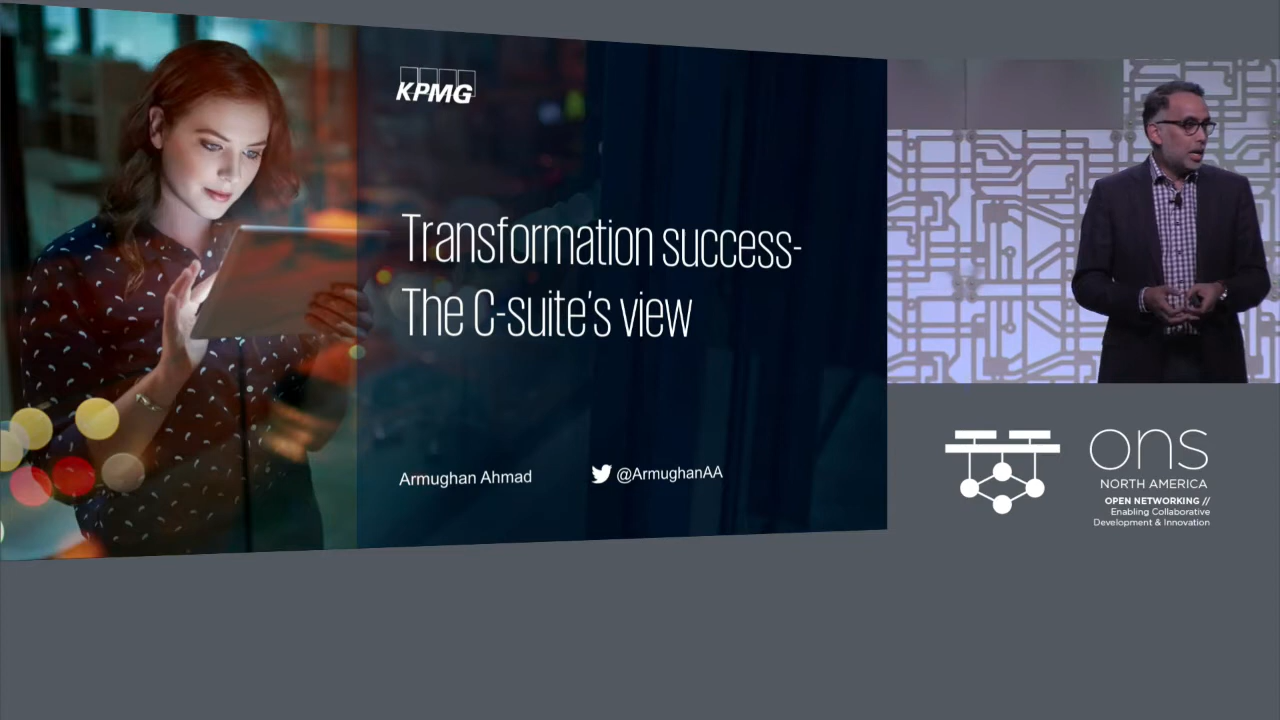 KPMG
Transformation success-
The C-suite's view
Armughan Ahmad
@ArmughanAA
ons
NORTH AMERICA
OPEN NETWORKING //
Enabling Collaborative
Development & Innovation